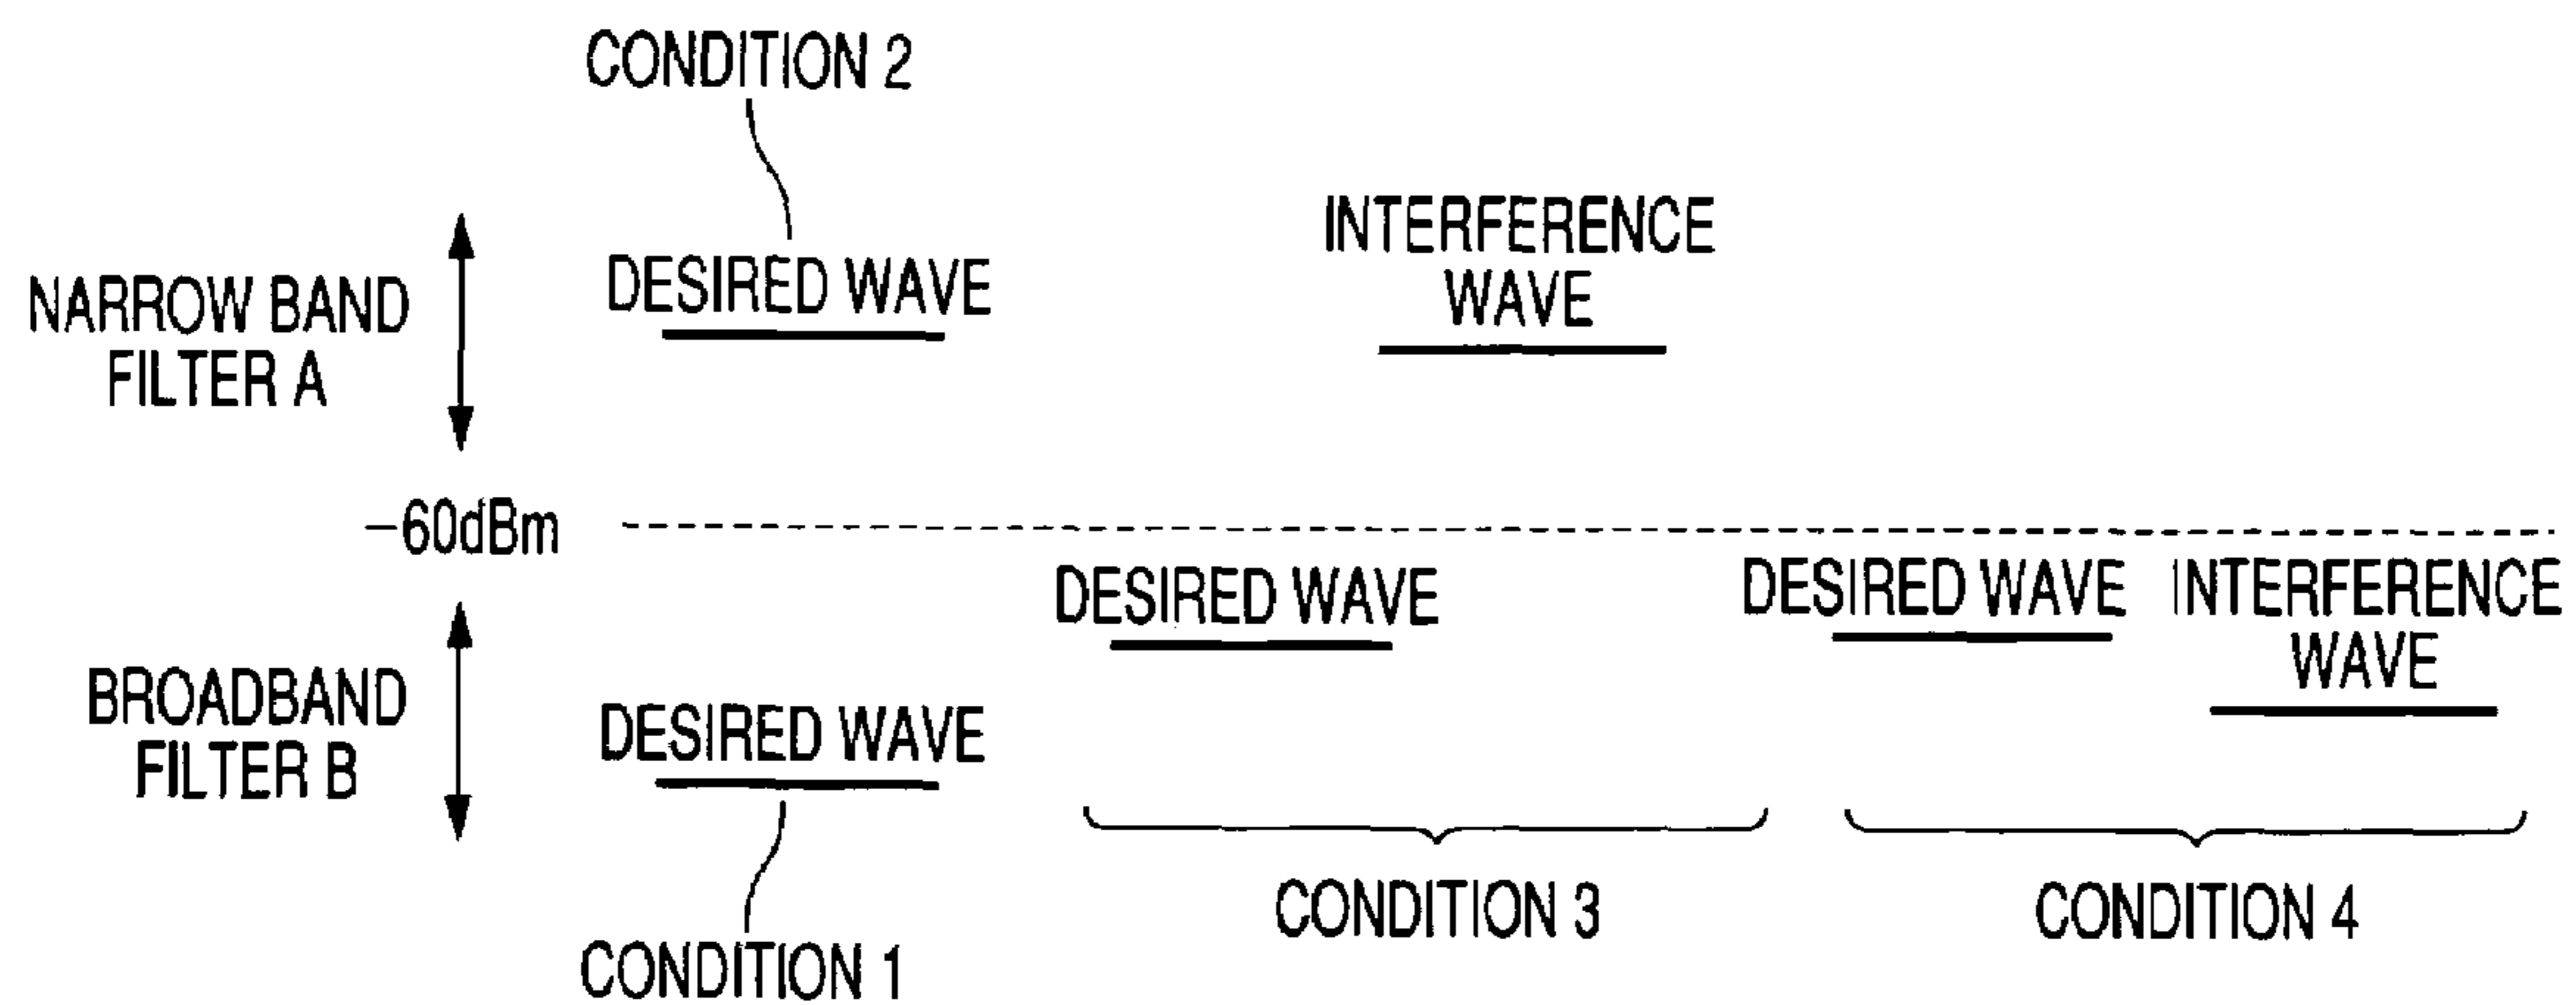 CONDITION 2
NARROW BAND
FILTER A
DESIRED WAVE
INTERFERENCE
WAVE
−60dBm
BROADBAND
FILTER B
DESIRED WAVE
DESIRED WAVE
DESIRED WAVE
INTERFERENCE
WAVE
CONDITION 1
CONDITION 3
CONDITION 4